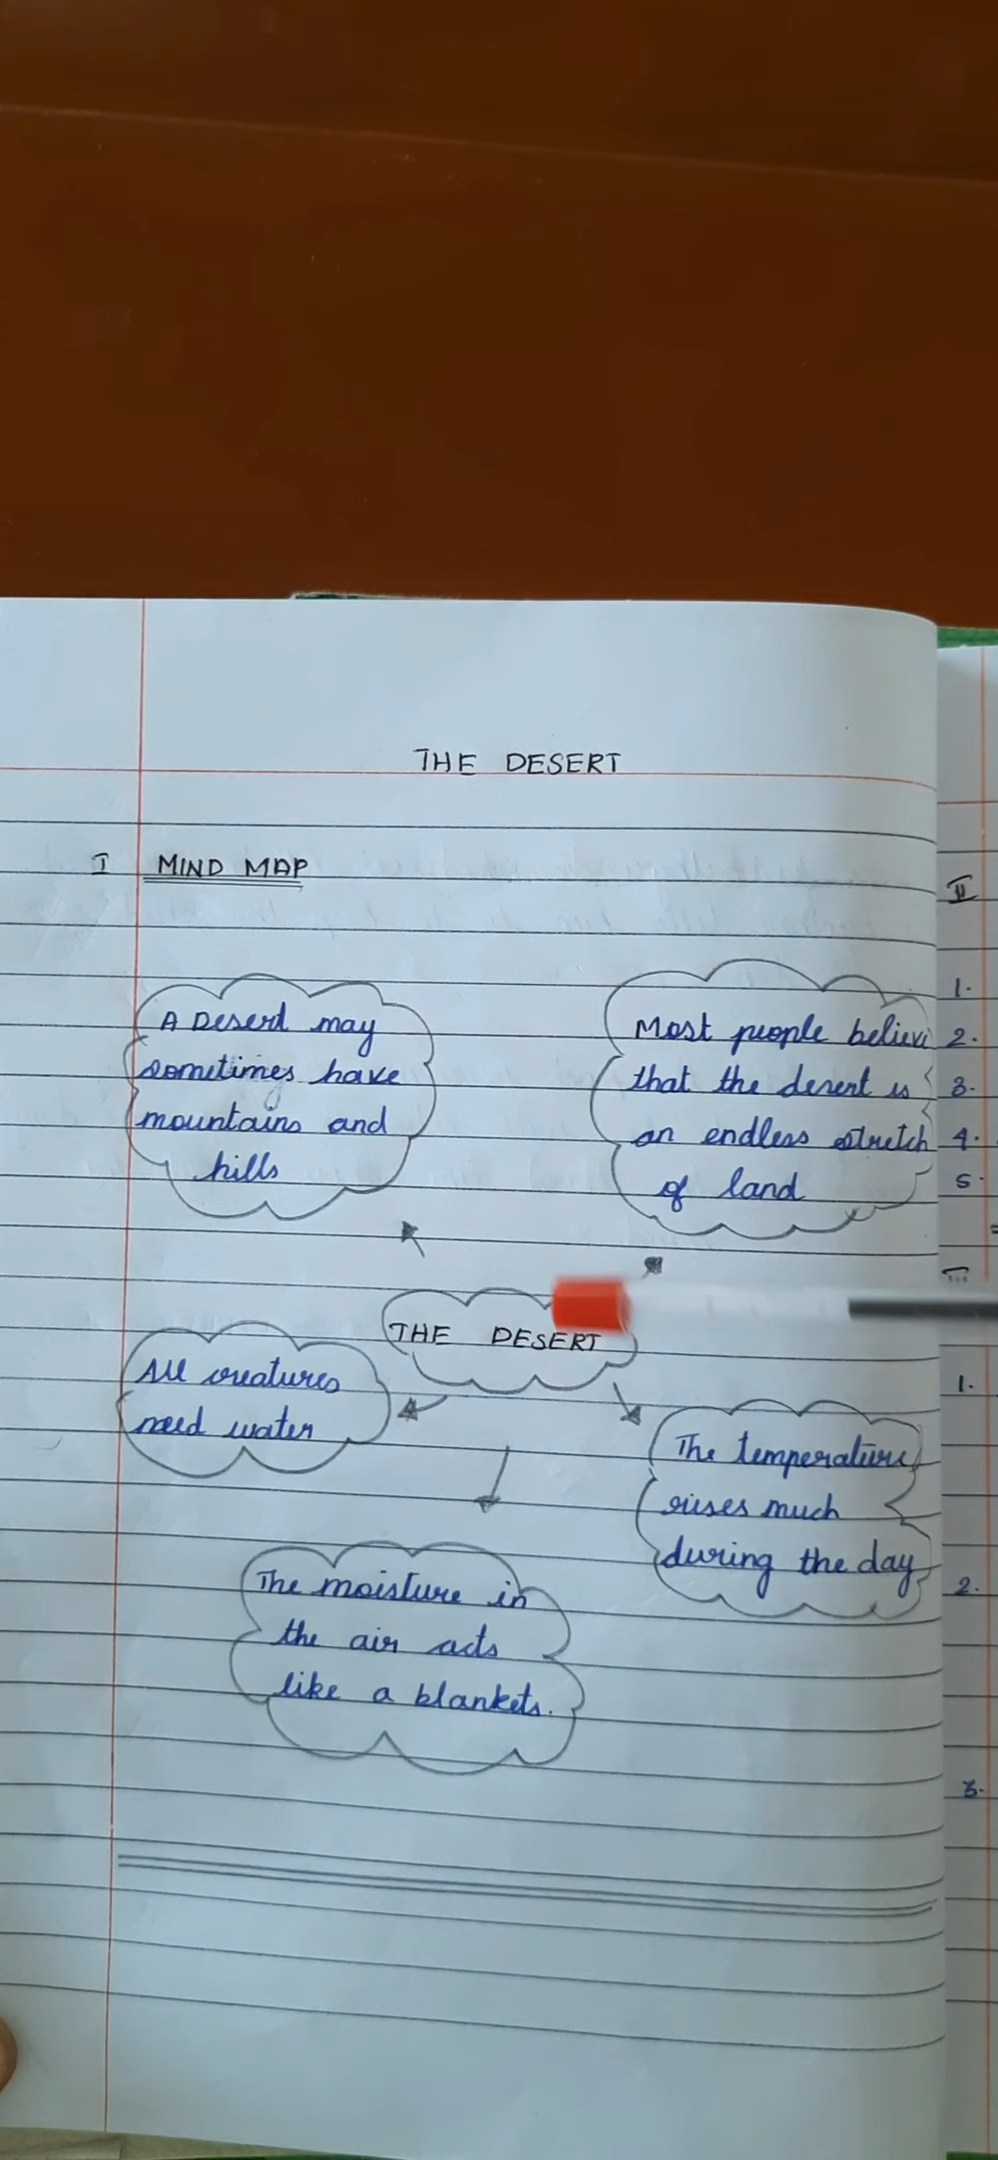 THE DESERT
I MIND MAP
A Desert may
sometimes have
mountains and
hills
Most people believe
that the desert is
an endless stretch
of land
THE DESERT
All creatures
need water
The temperature
rises much
during the day
The moisture in
the air acts
like a blankets.
II
1.
2.
3.
4.
5.
III
1.
2.
3.